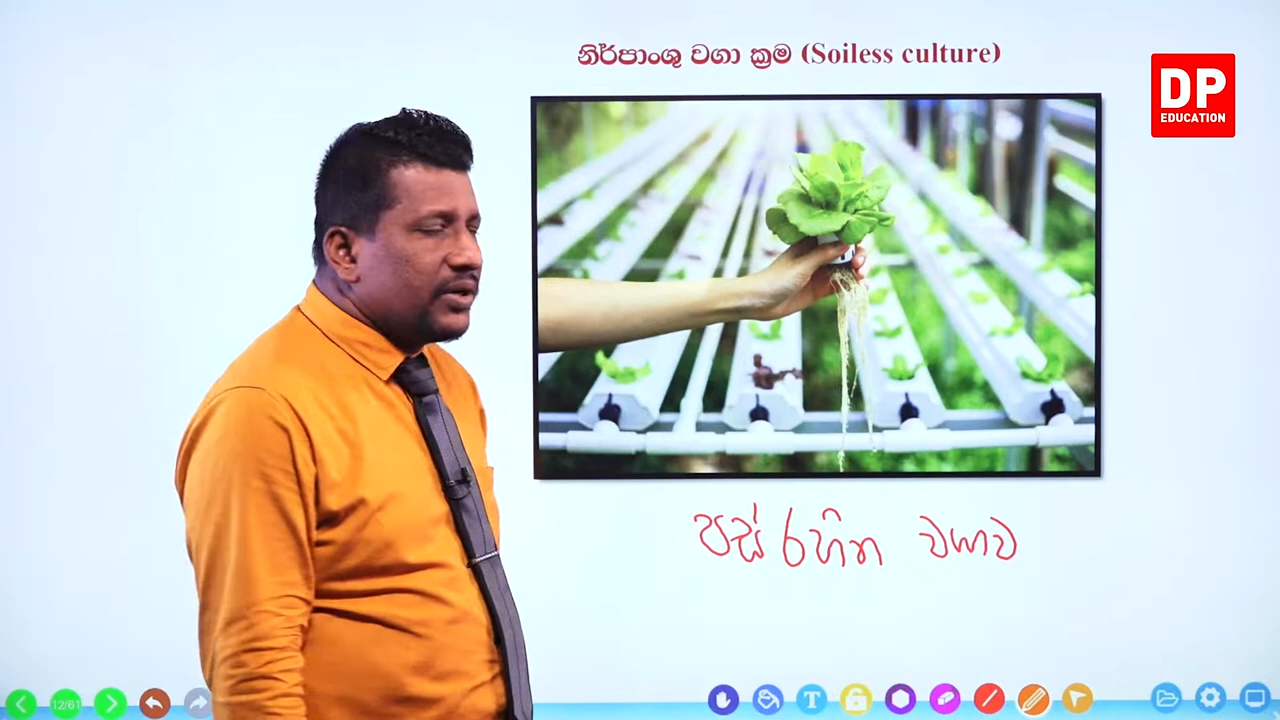 නිර්පාංශු වගා ක්‍රම (Soiless culture)
DP
EDUCATION
පස් රහිත වගාව
12/61
T